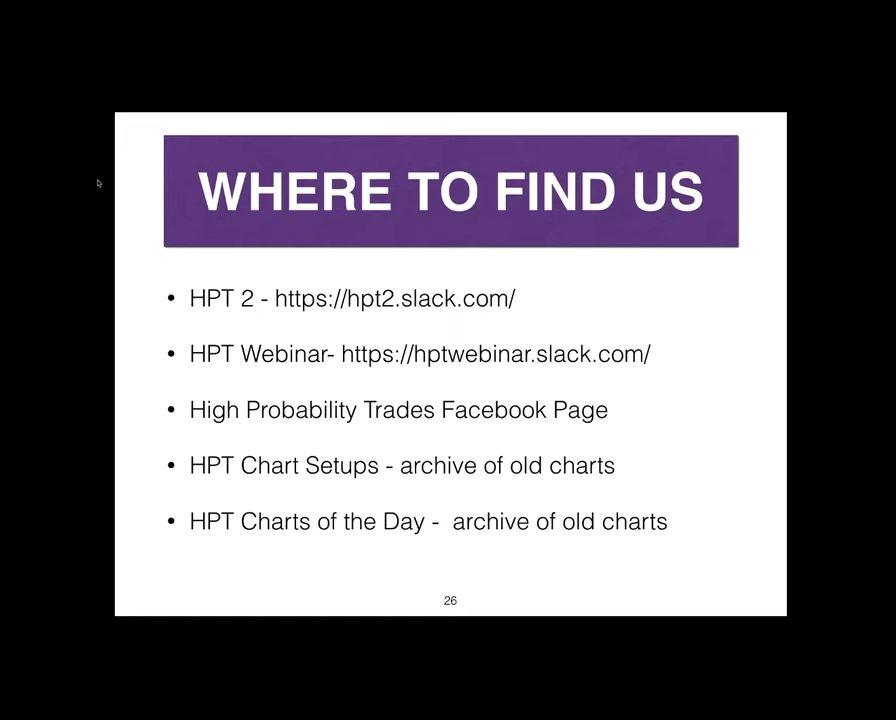 WHERE TO FIND US
• HPT 2 - https://hpt2.slack.com/
• HPT Webinar- https://hptwebinar.slack.com/
• High Probability Trades Facebook Page
• HPT Chart Setups - archive of old charts
• HPT Charts of the Day -  archive of old charts
26